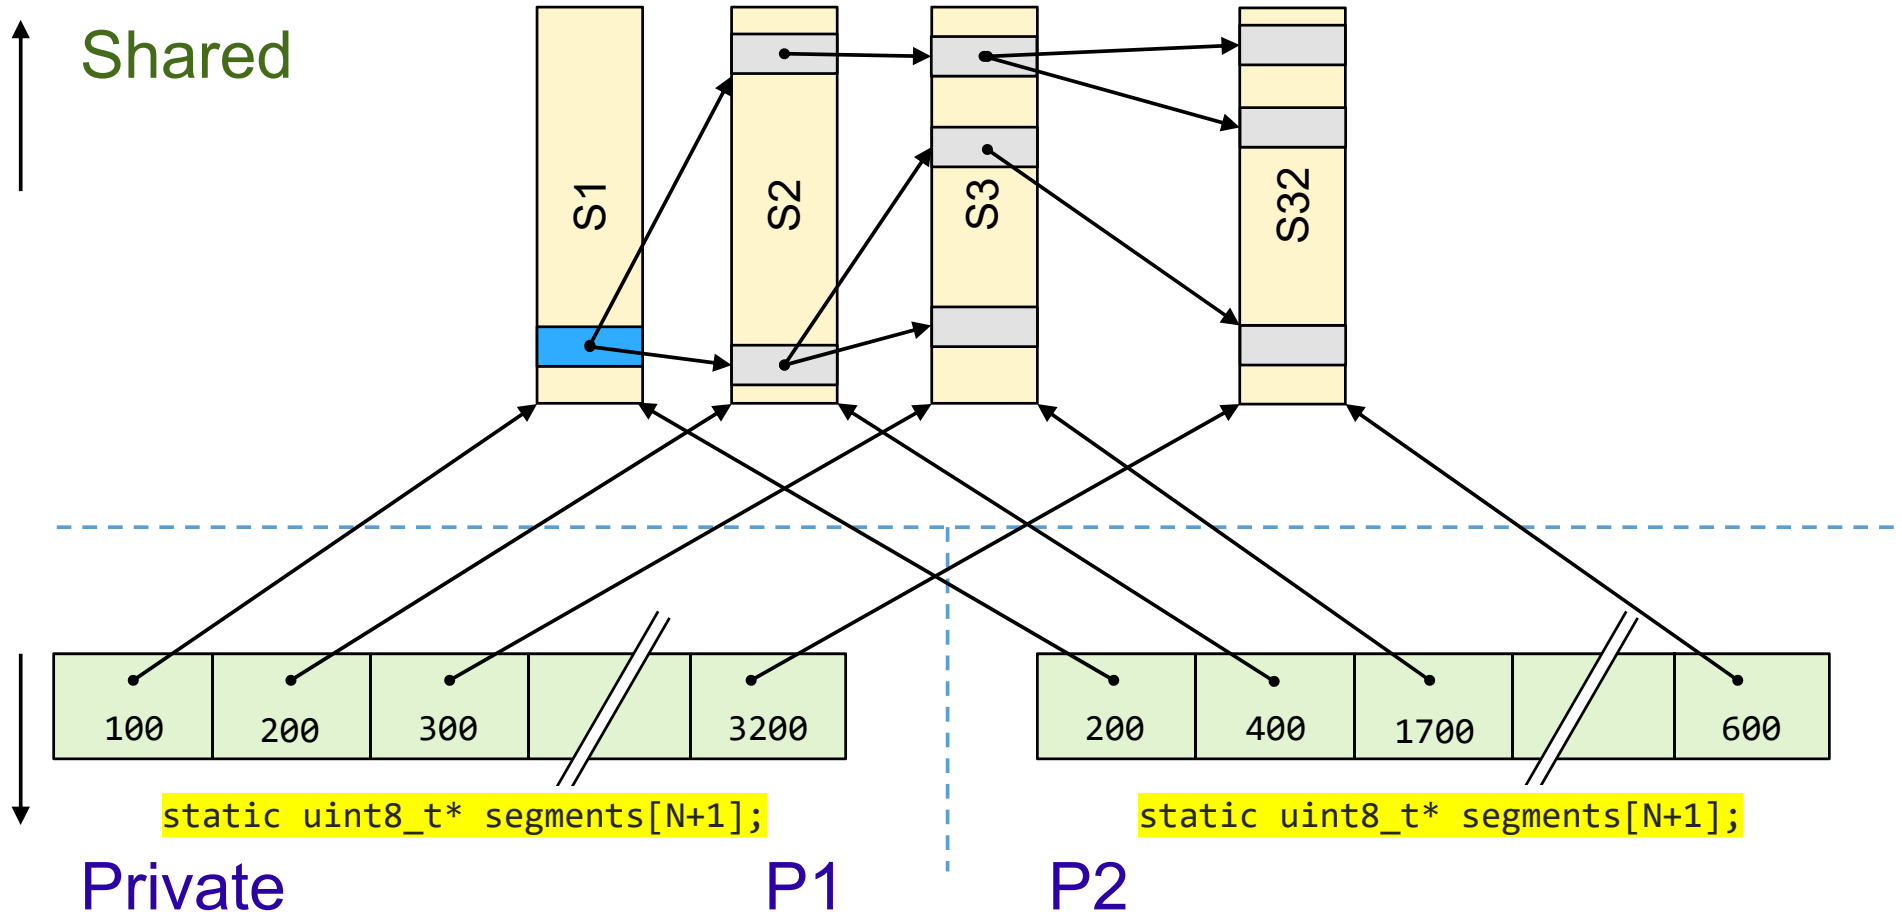 Shared
S1
S2
S3
S32
100 200 300 3200
200 400 1700 600
static uint8_t* segments[N+1];
static uint8_t* segments[N+1];
Private
P1
P2